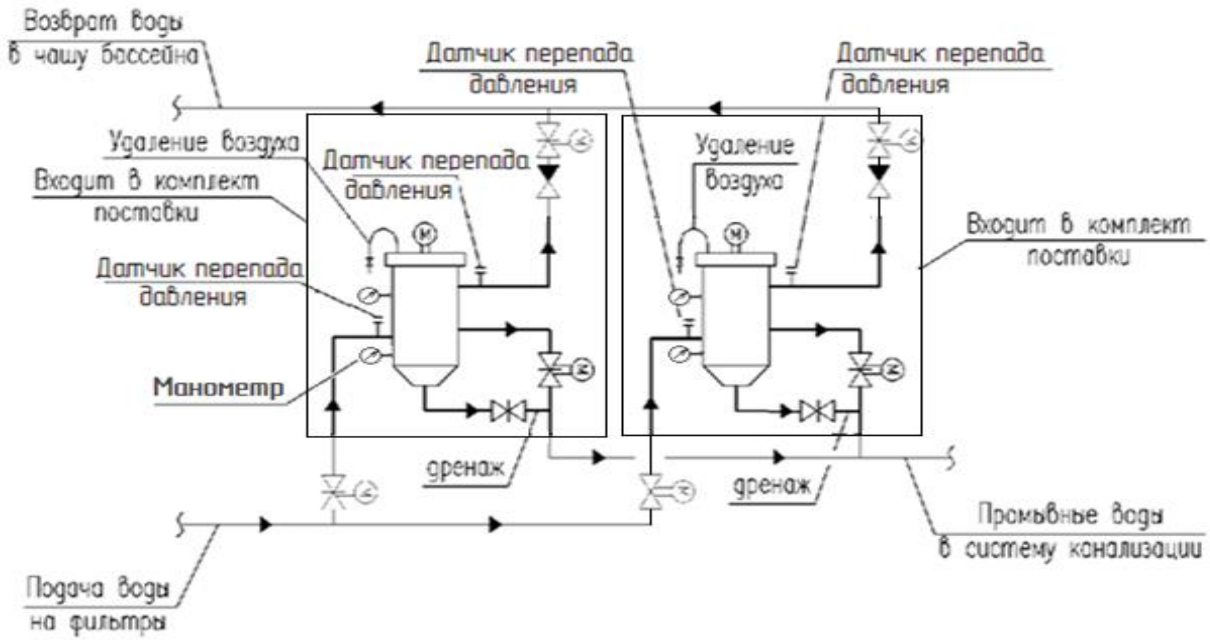 Возврат воды
в чашу бассейна
Датчик перепада
давления
Датчик перепада
давления
Удаление воздуха
Датчик перепада
давления
Удаление
воздуха
Входит в комплект
поставки
М
М
Входит в комплект
поставки
Датчик перепада
давления
Манометр
дренаж
дренаж
Промывные воды
в систему канализации
Подача воды
на фильтры